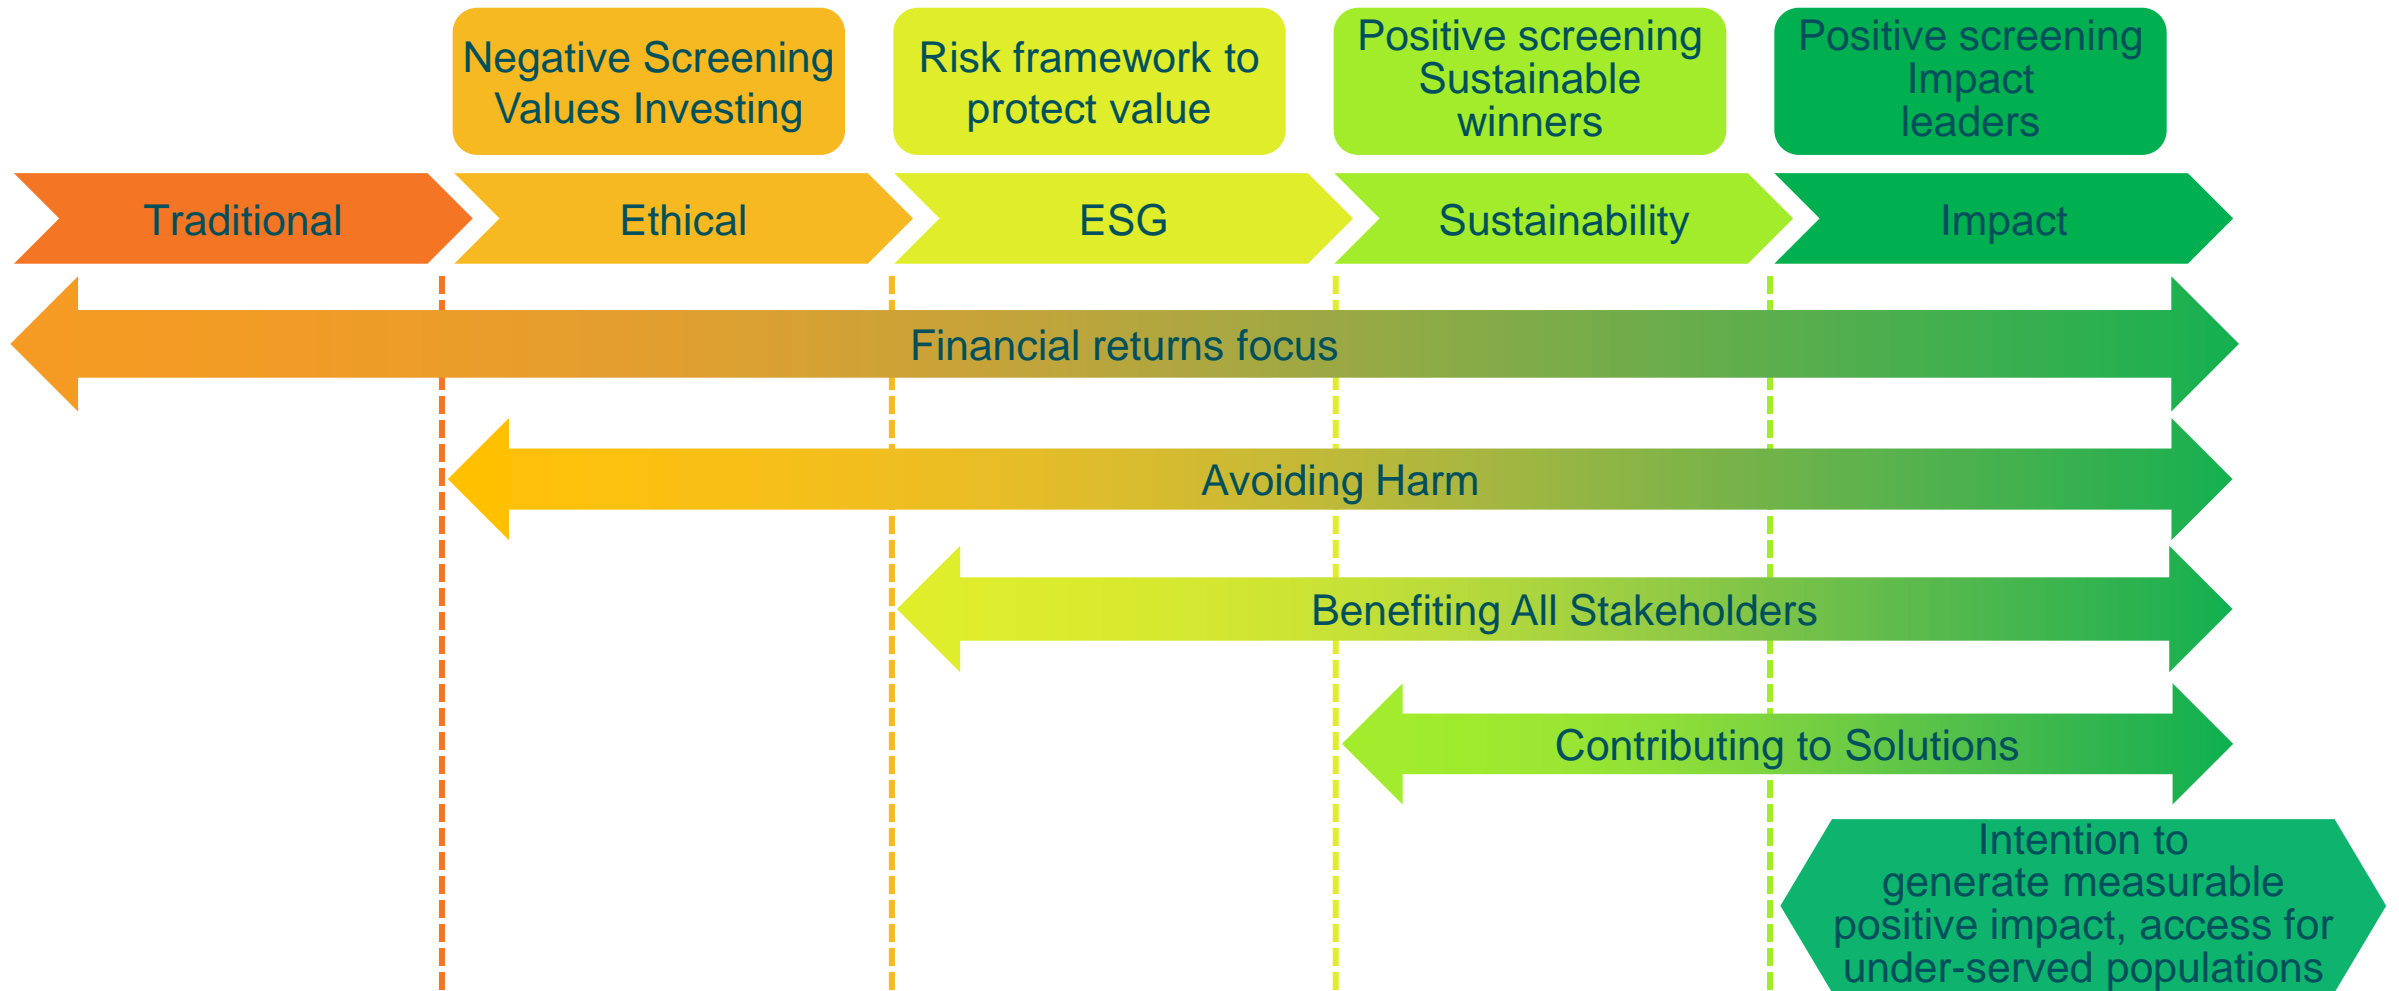 Negative Screening
Values Investing
Risk framework to
protect value
Positive screening
Sustainable
winners
Positive screening
Impact
leaders
Traditional
Ethical
ESG
Sustainability
Impact
Financial returns focus
Avoiding Harm
Benefiting All Stakeholders
Contributing to Solutions
Intention to
generate measurable
positive impact, access for
under-served populations